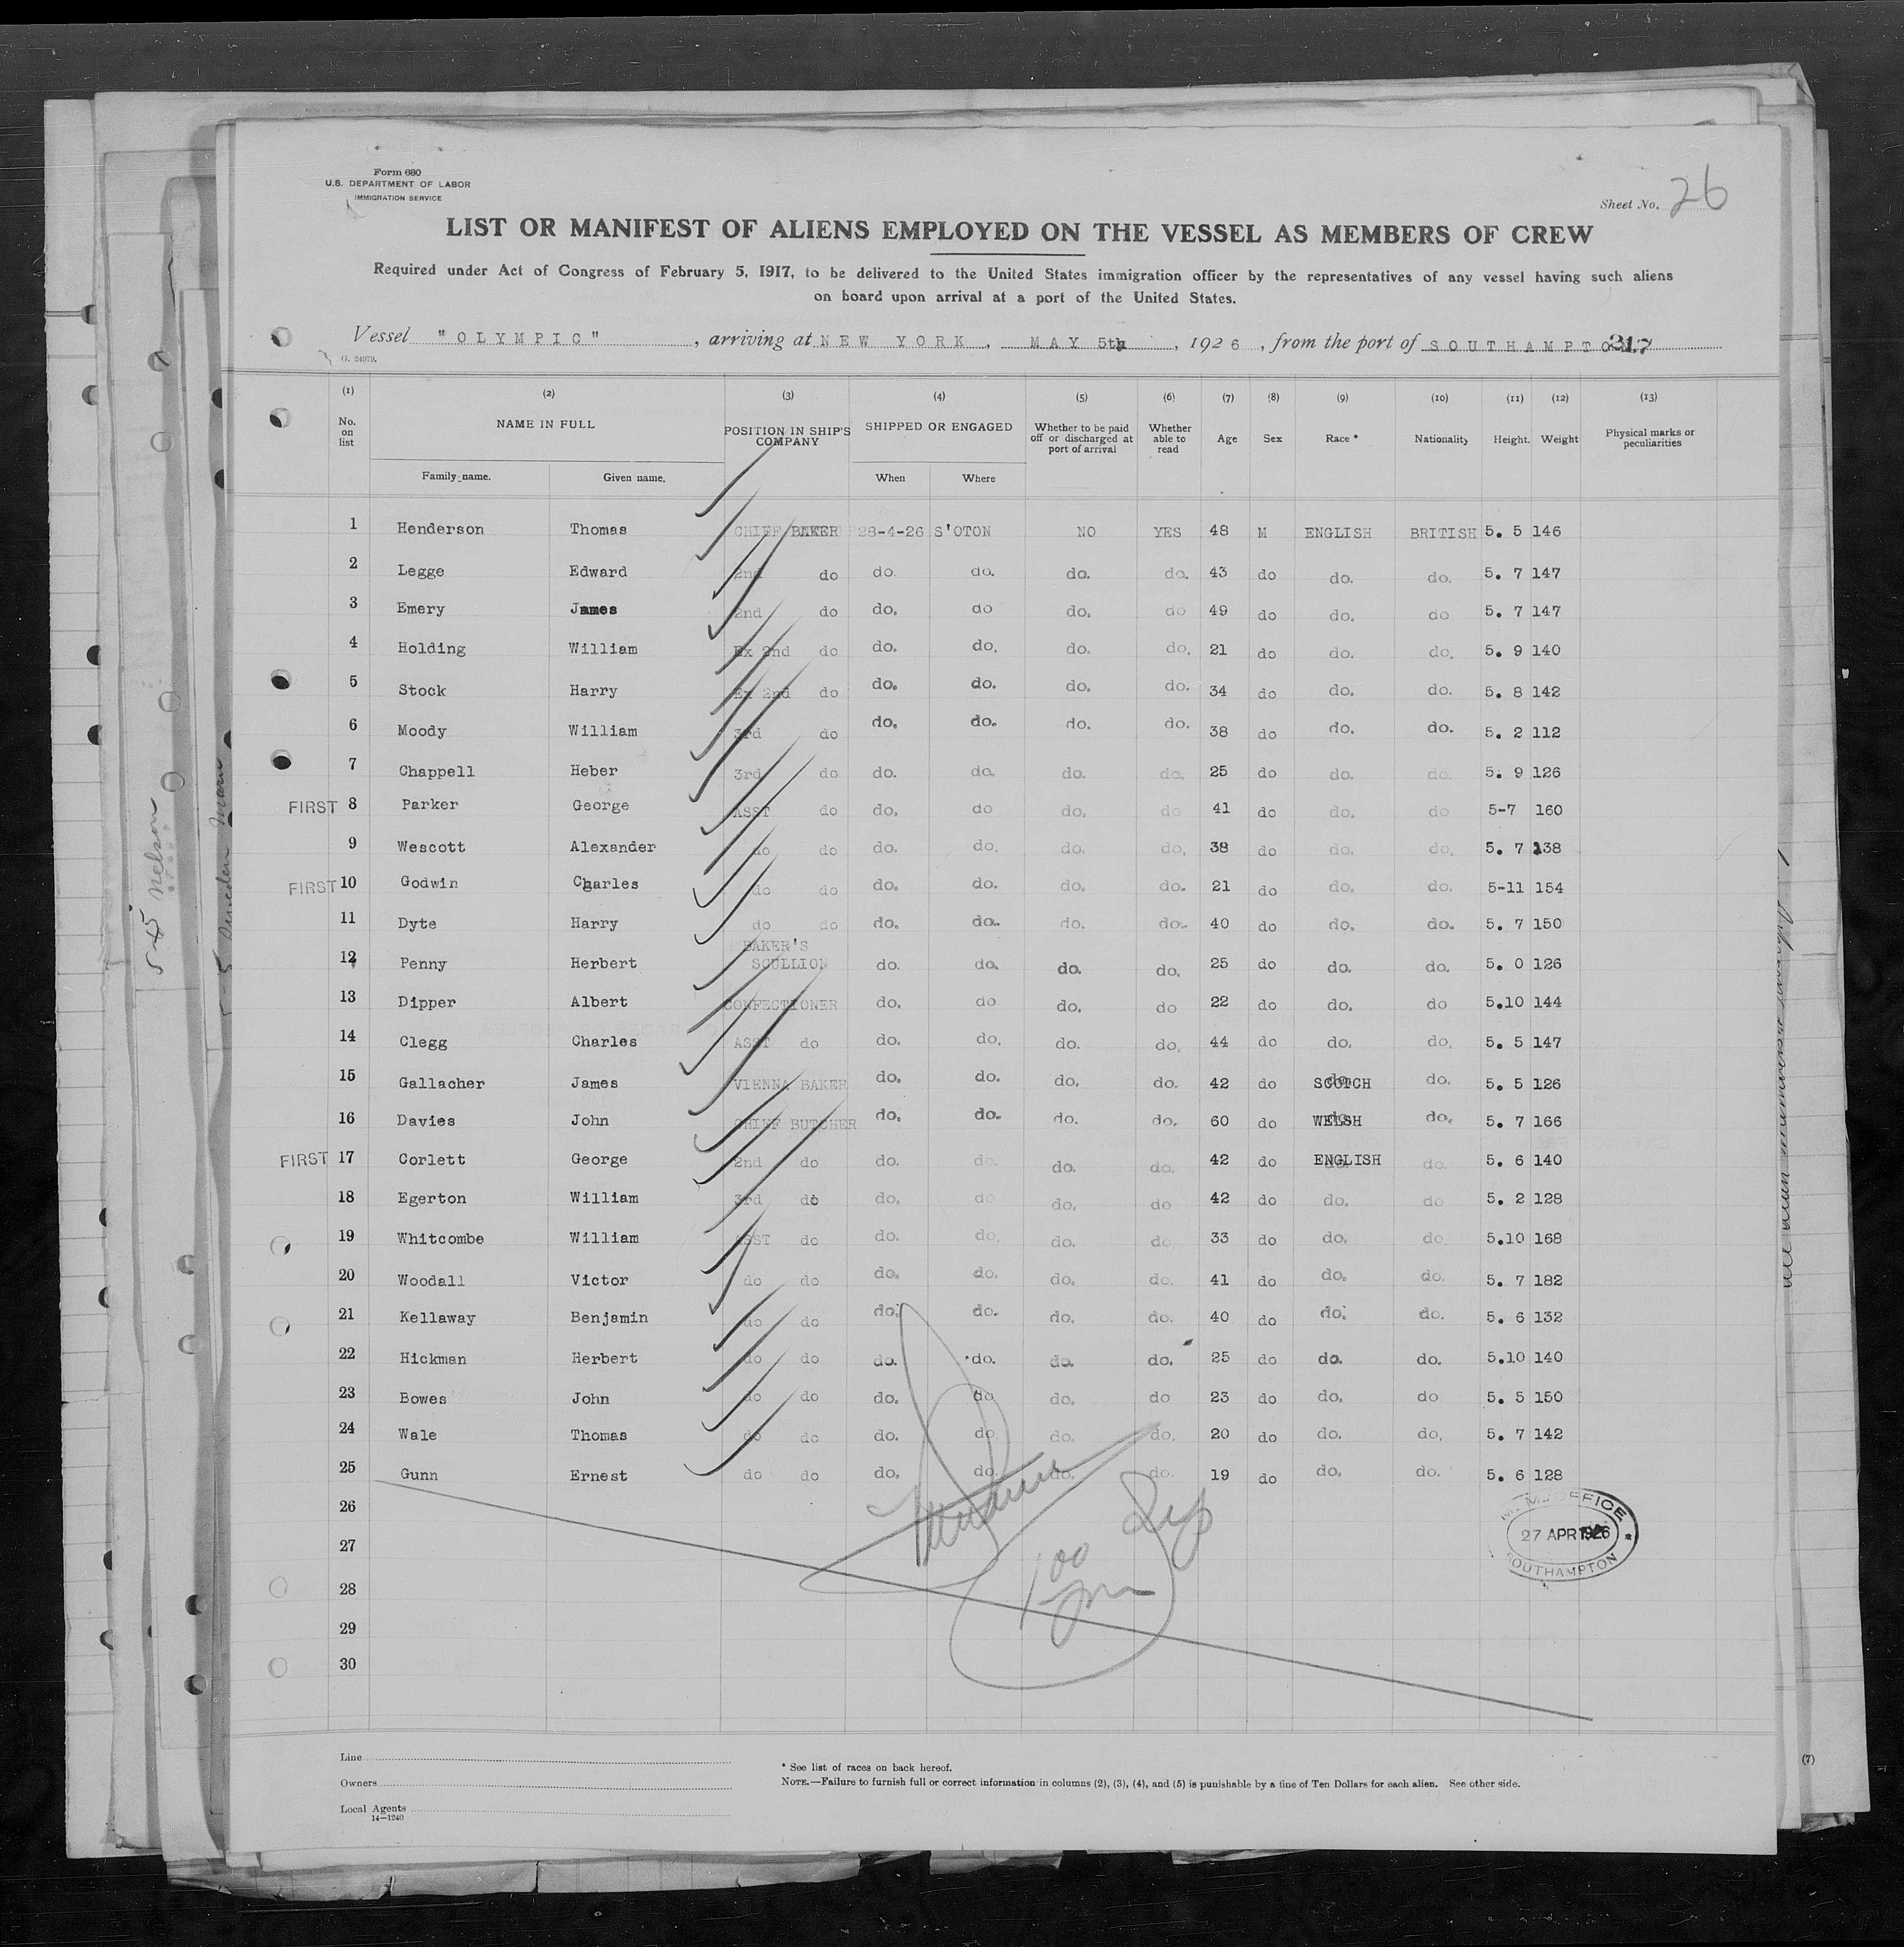 Form 680
U.S. DEPARTMENT OF LABOR
IMMIGRATION SERVICE
Sheet No. 26
LIST OR MANIFEST OF ALIENS EMPLOYED ON THE VESSEL AS MEMBERS OF CREW
Required under Act of Congress of February 5, 1917, to be delivered to the United States immigration officer by the representatives of any vessel having such aliens
on board upon arrival at a port of the United States.
Vessel "OLYMPIC", arriving at NEW YORK, MAY 5th, 1926, from the port of SOUTHAMPTON 317
G. 24979.
(1) (2) (3) (4) (5) (6) (7) (8) (9) (10) (11) (12) (13)
No. on list NAME IN FULL POSITION IN SHIP'S COMPANY SHIPPED OR ENGAGED Whether to be paid off or discharged at port of arrival Whether able to read Age Sex Race * Nationality Height. Weight Physical marks or peculiarities
Family name. Given name. When Where
1 Henderson Thomas CHIEF BAKER 28-4-26 S'OTON NO YES 48 M ENGLISH BRITISH 5. 5 146
2 Legge Edward 2nd do do. do. do. do. 43 do do. do. 5. 7 147
3 Emery James 2nd do do. do do. do 49 do do. do 5. 7 147
4 Holding William Ex 2nd do do. do. do. do. 21 do do. do. 5. 9 140
5 Stock Harry Ex 2nd do do. do. do. do. 34 do do. do. 5. 8 142
6 Moody William 3rd do do. do. do. do. 38 do do. do. 5. 2 112
7 Chappell Heber 3rd do do. do. do. do. 25 do do. do. 5. 9 126
FIRST 8 Parker George ASST do do. do do. do 41 do do. do 5-7 160
9 Wescott Alexander do do do. do. do. do. 38 do do. do. 5. 7 138
FIRST 10 Godwin Charles do do do. do. do. do. 21 do do. do. 5-11 154
11 Dyte Harry do do do. do. do. do. 40 do do. do. 5. 7 150
12 Penny Herbert BAKER'S SCULLION do. do. do. do. 25 do do. do. 5. 0 126
13 Dipper Albert CONFECTIONER do. do do. do 22 do do. do 5.10 144
14 Clegg Charles ASST do do. do. do. do. 44 do do. do. 5. 5 147
15 Gallacher James VIENNA BAKER do. do. do. do. 42 do SCOTCH do. 5. 5 126
16 Davies John CHIEF BUTCHER do. do. do. do. 60 do WELSH do. 5. 7 166
FIRST 17 Corlett George 2nd do do. do. do. do. 42 do ENGLISH do. 5. 6 140
18 Egerton William 3rd do do. do do. do 42 do do. do 5. 2 128
19 Whitcombe William ASST do do. do. do. do 33 do do. do 5.10 168
20 Woodall Victor do do do. do. do. do. 41 do do. do. 5. 7 182
21 Kellaway Benjamin do do do. do. do. do. 40 do do. do. 5. 6 132
22 Hickman Herbert do do do. do. do. do. 25 do do. do. 5.10 140
23 Bowes John do do do. do do. do 23 do do. do 5. 5 150
24 Wale Thomas do do do. do. do. do. 20 do do. do. 5. 7 142
25 Gunn Ernest do do do. do. do. do. 19 do do. do. 5. 6 128
26
27
28
29
30
OFFICE
27 APR 1926
SOUTHAMPTON
Line
Owners
Local Agents
14—1240
* See list of races on back hereof.
NOTE.—Failure to furnish full or correct information in columns (2), (3), (4), and (5) is punishable by a fine of Ten Dollars for each alien. See other side.
(7)
Nelson